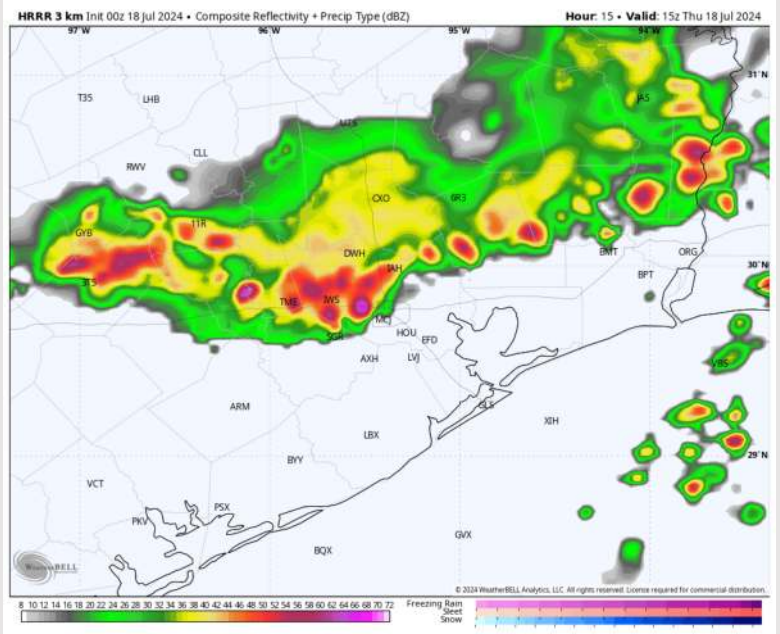 HRRR 3 km Init 00z 18 Jul 2024 • Composite Reflectivity + Precip Type (dBZ) Hour: 15 • Valid: 15z Thu 18 Jul 2024
97°W 96°W 95°W 94°W
31°N
T35 LHB JAS
UTS
CLL
RWV
CXO 6R3
11R
GYB
DWH BMT ORG
IAH 30°N
3T5 BPT
TME IWS
MCJ
HOU
SGR EFD
AXH LVJ VBS
ARM GLS
XIH
LBX
29°N
BYY
VCT
PSX
PKV
GVX
BQX
WeatherBELL
© 2024 WeatherBELL Analytics, LLC. All rights reserved. License required for commercial distribution.
8 10 12 14 16 18 20 22 24 26 28 30 32 34 36 38 40 42 44 46 48 50 52 54 56 58 60 62 64 66 68 70 72
Freezing Rain
Sleet
Snow